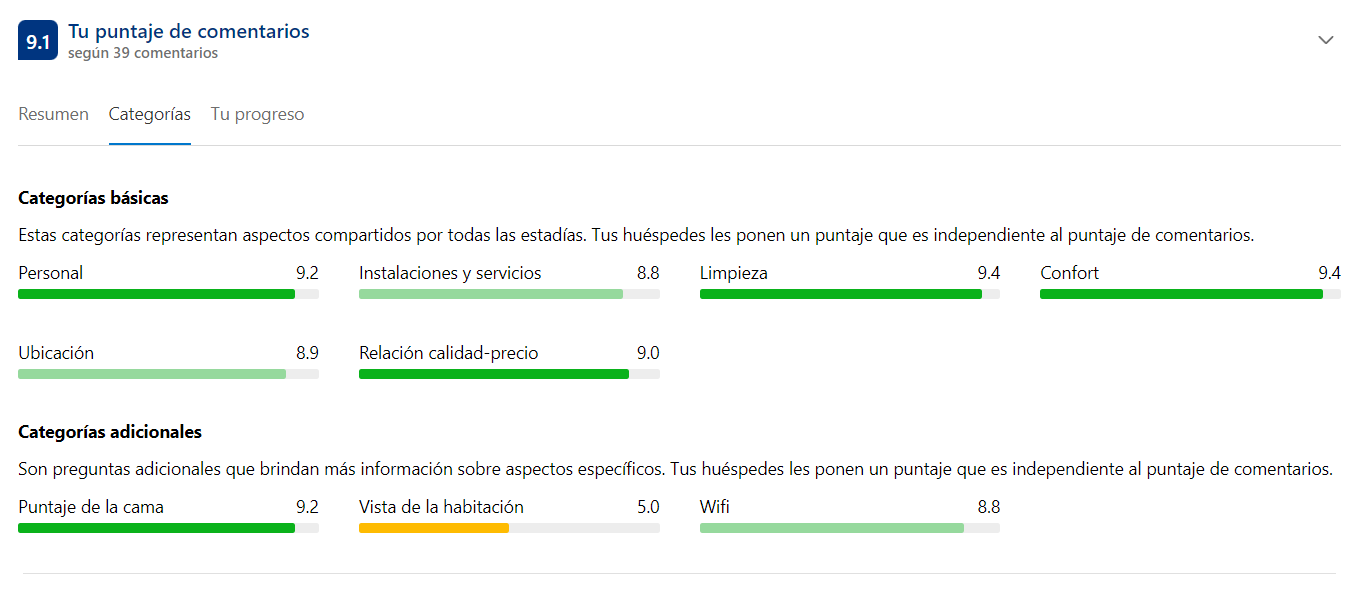 9.1 Tu puntaje de comentarios
según 39 comentarios
Resumen Categorías Tu progreso
Categorías básicas
Estas categorías representan aspectos compartidos por todas las estadías. Tus huéspedes les ponen un puntaje que es independiente al puntaje de comentarios.
Personal 9.2 Instalaciones y servicios 8.8 Limpieza 9.4 Confort 9.4
Ubicación 8.9 Relación calidad-precio 9.0
Categorías adicionales
Son preguntas adicionales que brindan más información sobre aspectos específicos. Tus huéspedes les ponen un puntaje que es independiente al puntaje de comentarios.
Puntaje de la cama 9.2 Vista de la habitación 5.0 Wifi 8.8